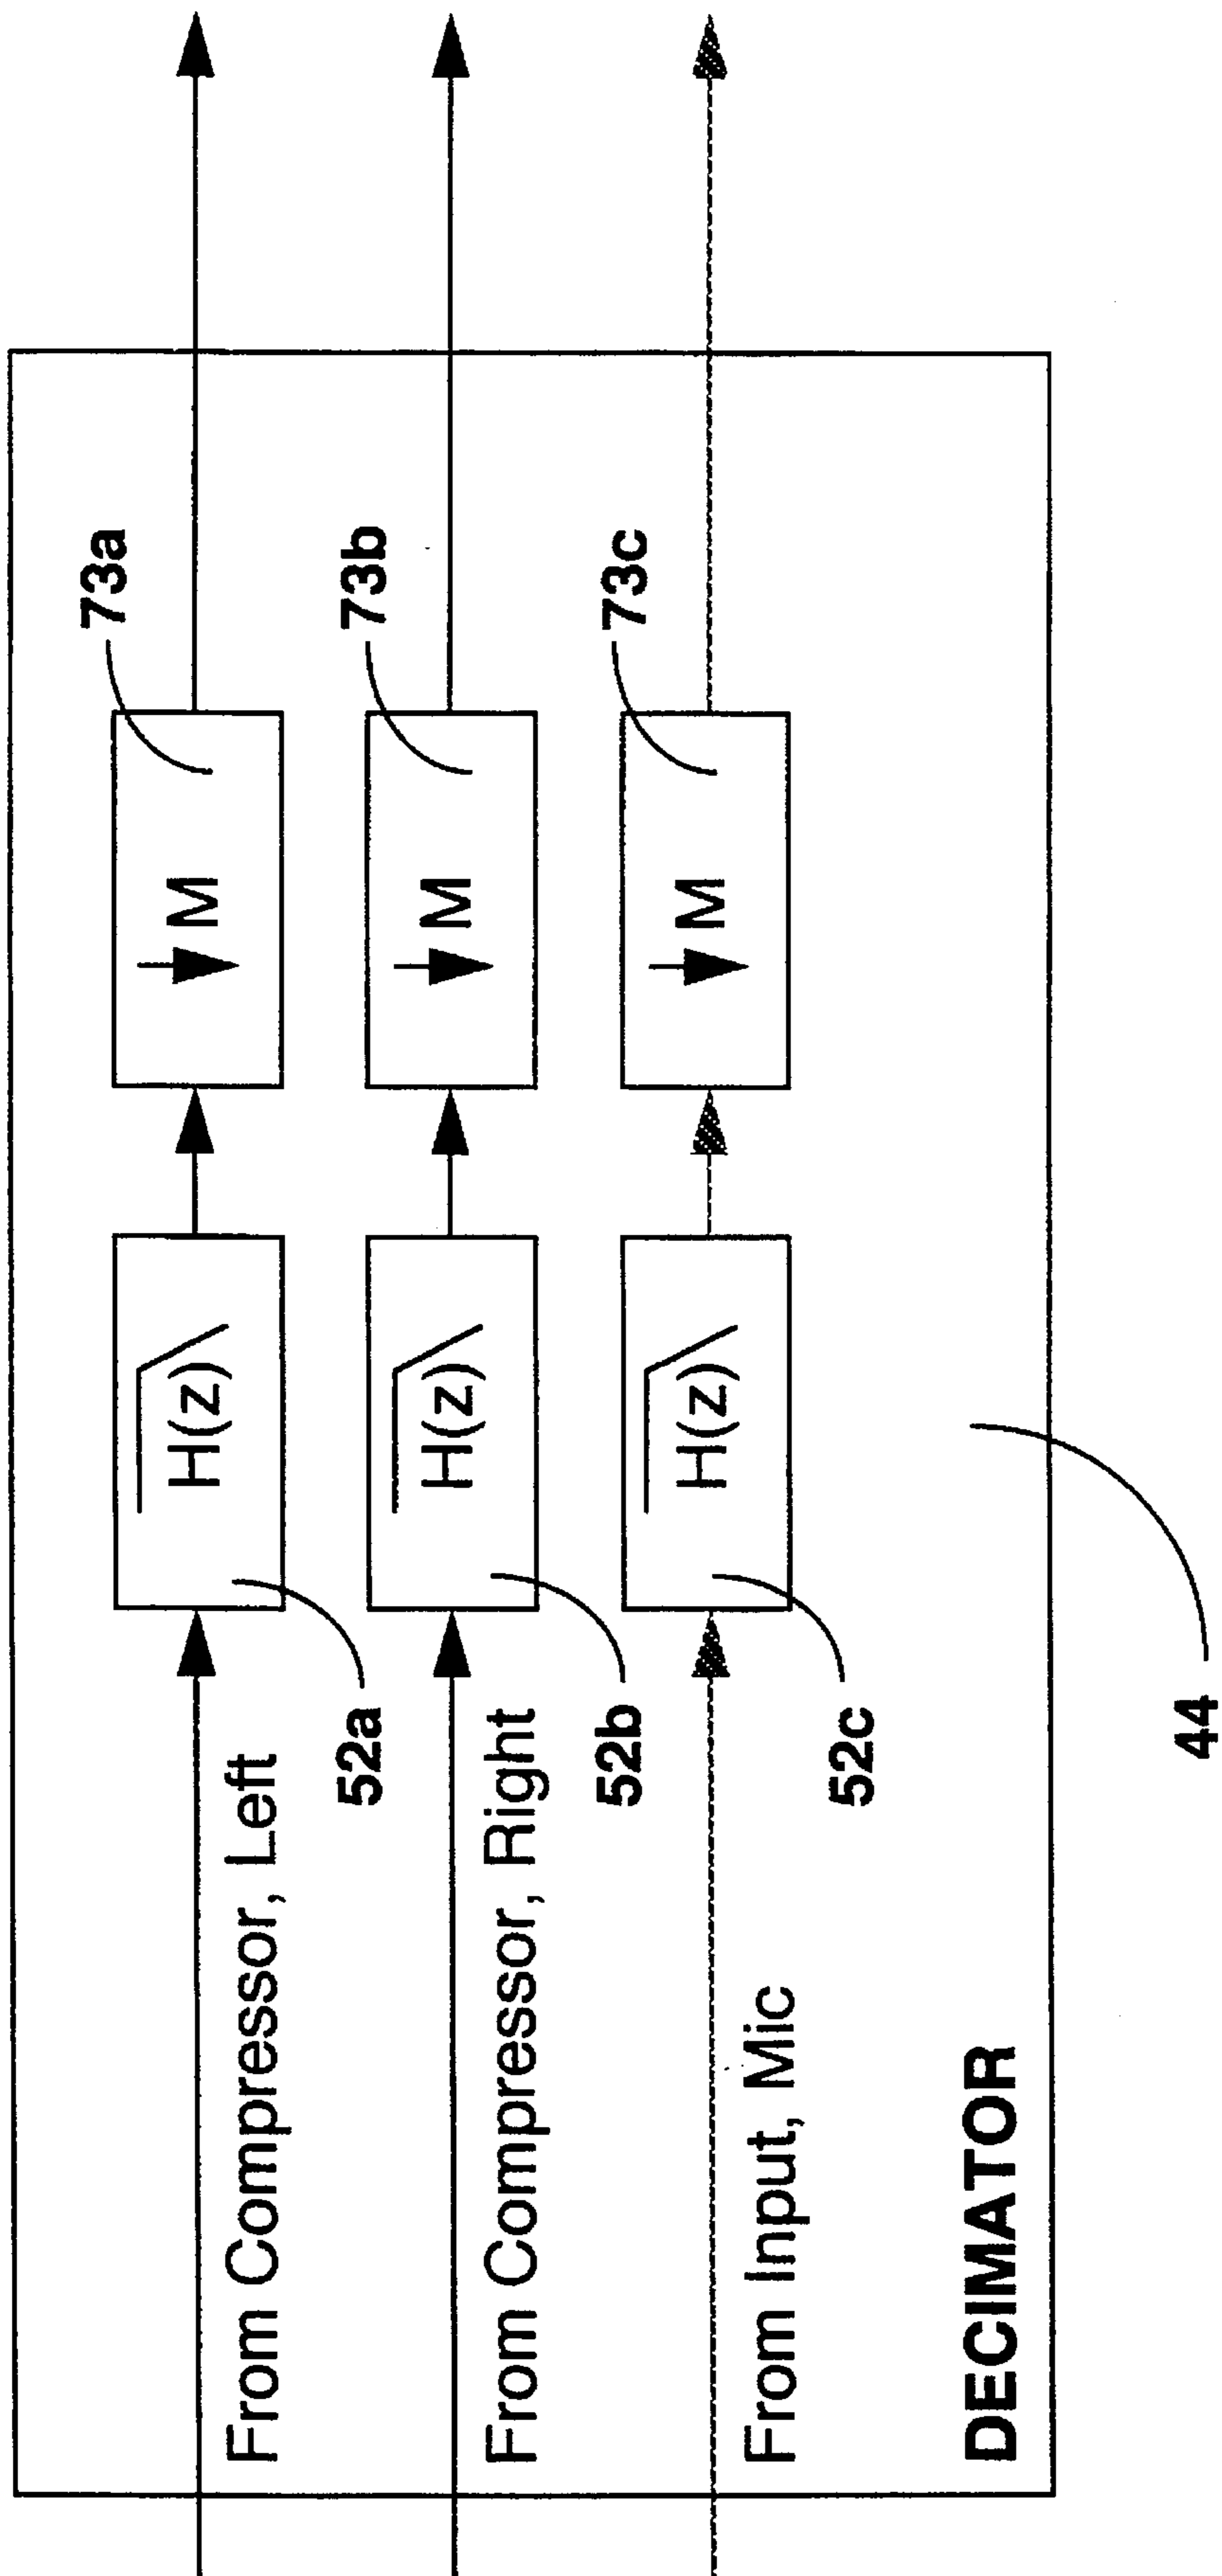 73a
73b
73c
↓ M
↓ M
↓ M
H(z)
H(z)
H(z)
52a
52b
52c
From Compressor, Left
From Compressor, Right
From Input, Mic
DECIMATOR
44